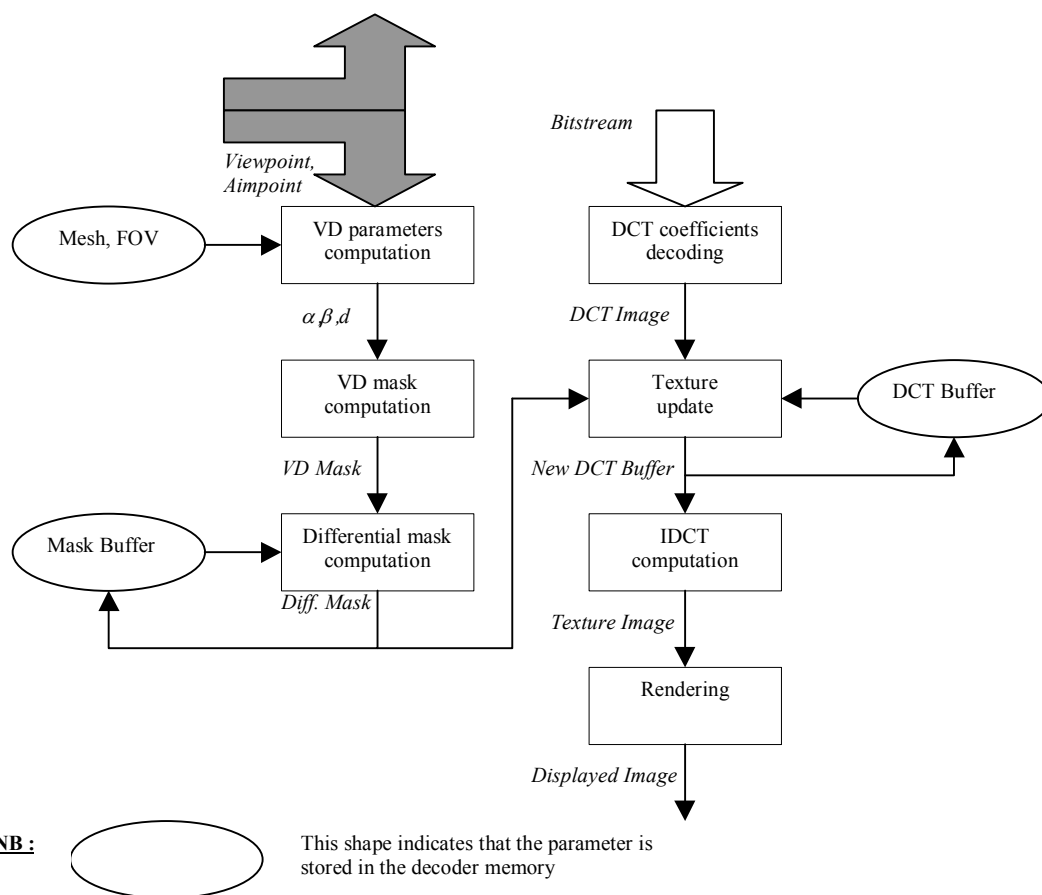 Bitstream
Viewpoint,
Aimpoint
Mesh, FOV
VD parameters
computation
DCT coefficients
decoding
α,β,d
DCT Image
VD mask
computation
Texture
update
DCT Buffer
VD Mask
New DCT Buffer
Mask Buffer
Differential mask
computation
IDCT
computation
Diff. Mask
Texture Image
Rendering
Displayed Image
NB :
This shape indicates that the parameter is
stored in the decoder memory